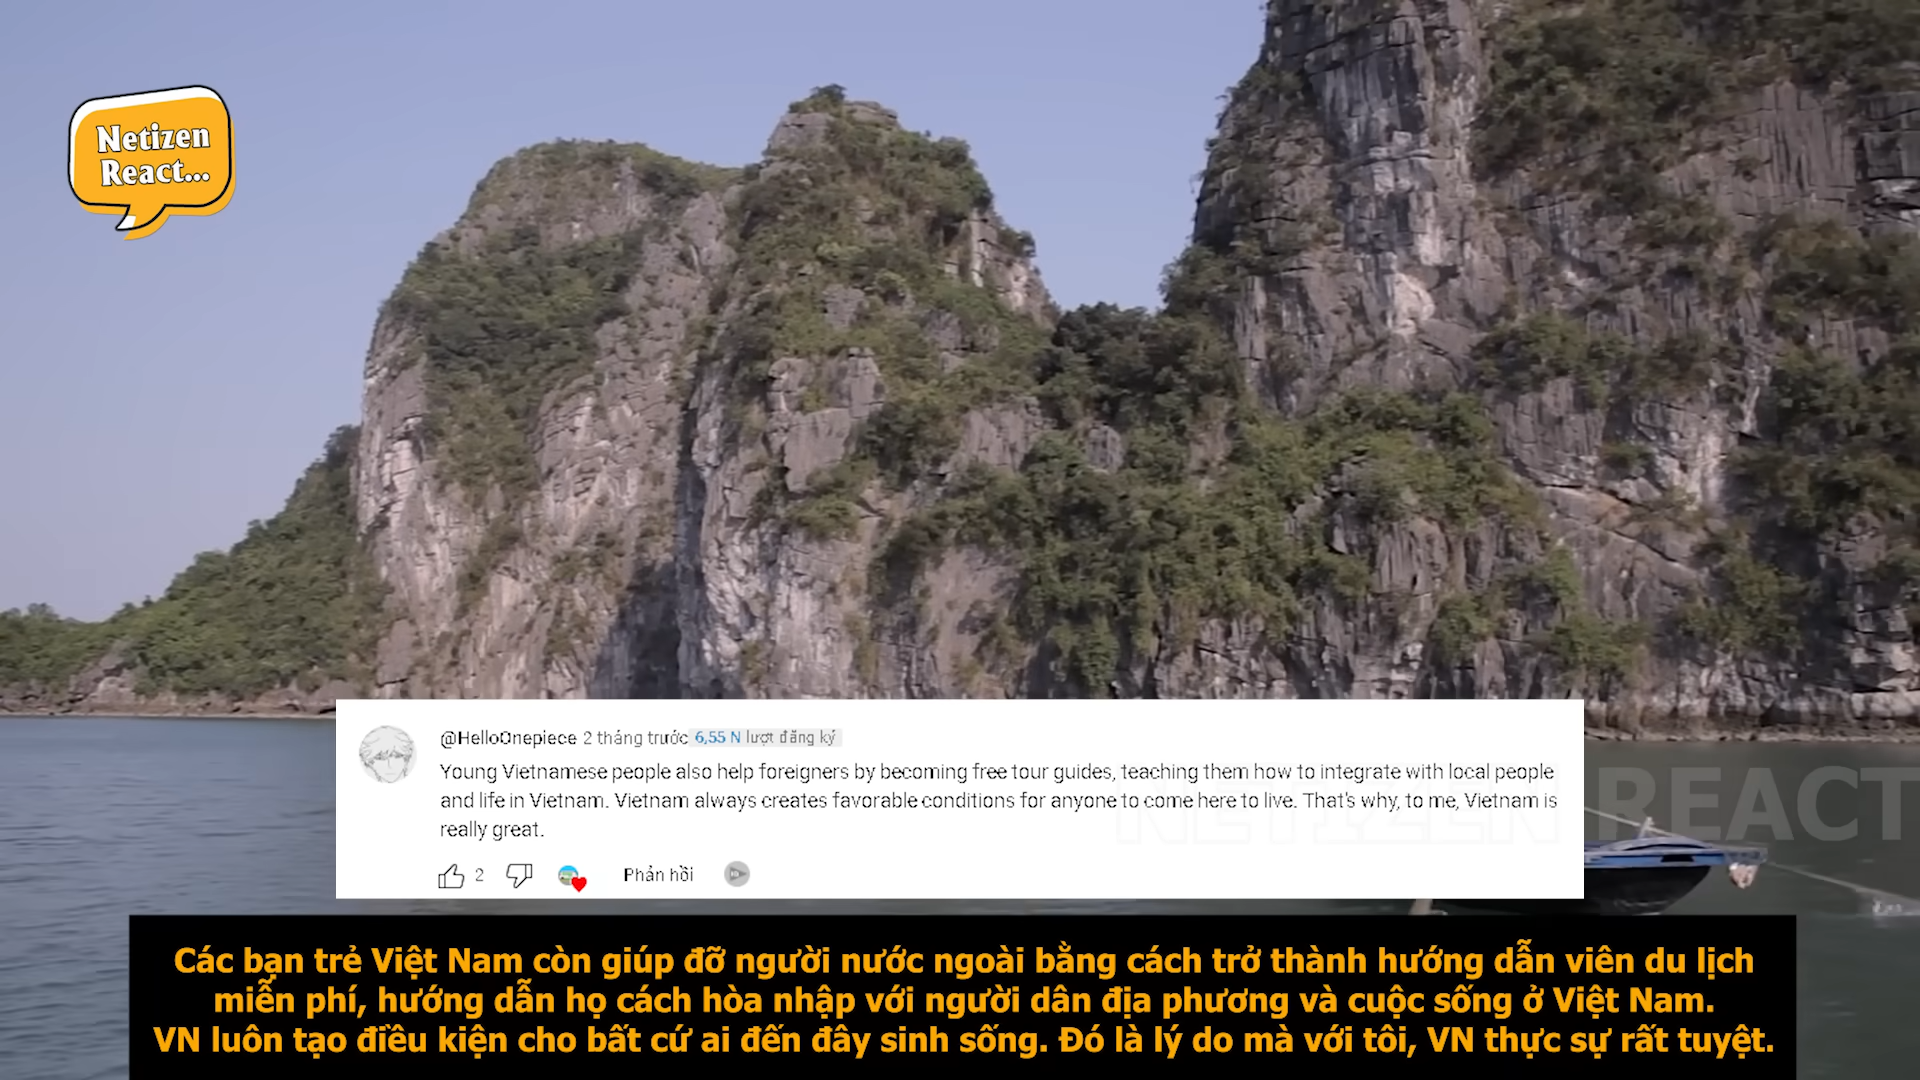 Netizen
React...
@HelloOnepiece 2 tháng trước 6,55 N lượt đăng ký
Young Vietnamese people also help foreigners by becoming free tour guides, teaching them how to integrate with local people
and life in Vietnam. Vietnam always creates favorable conditions for anyone to come here to live. That's why, to me, Vietnam is
really great.
NETIZEN REACT
2 Phản hồi
Các bạn trẻ Việt Nam còn giúp đỡ người nước ngoài bằng cách trở thành hướng dẫn viên du lịch
miễn phí, hướng dẫn họ cách hòa nhập với người dân địa phương và cuộc sống ở Việt Nam.
VN luôn tạo điều kiện cho bất cứ ai đến đây sinh sống. Đó là lý do mà với tôi, VN thực sự rất tuyệt.